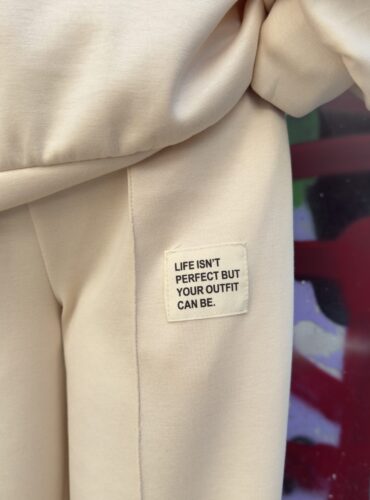 LIFE ISN'T
PERFECT BUT
YOUR OUTFIT
CAN BE.